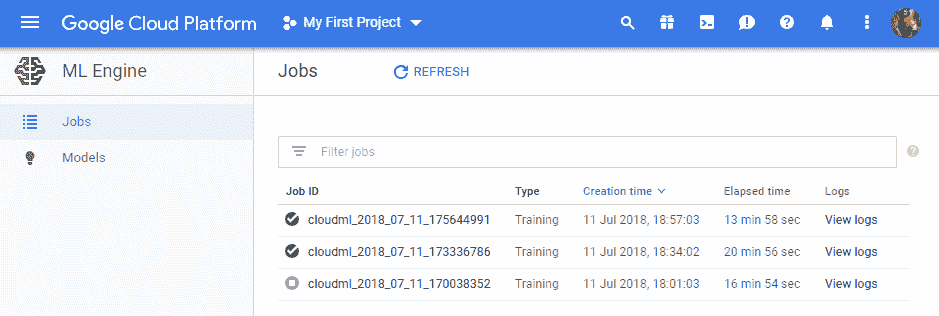 Google Cloud Platform My First Project
ML Engine Jobs REFRESH
Jobs
Models
Filter jobs
Job ID Type Creation time Elapsed time Logs
cloudml_2018_07_11_175644991 Training 11 Jul 2018, 18:57:03 13 min 58 sec View logs
cloudml_2018_07_11_173336786 Training 11 Jul 2018, 18:34:02 20 min 56 sec View logs
cloudml_2018_07_11_170038352 Training 11 Jul 2018, 18:01:03 16 min 54 sec View logs